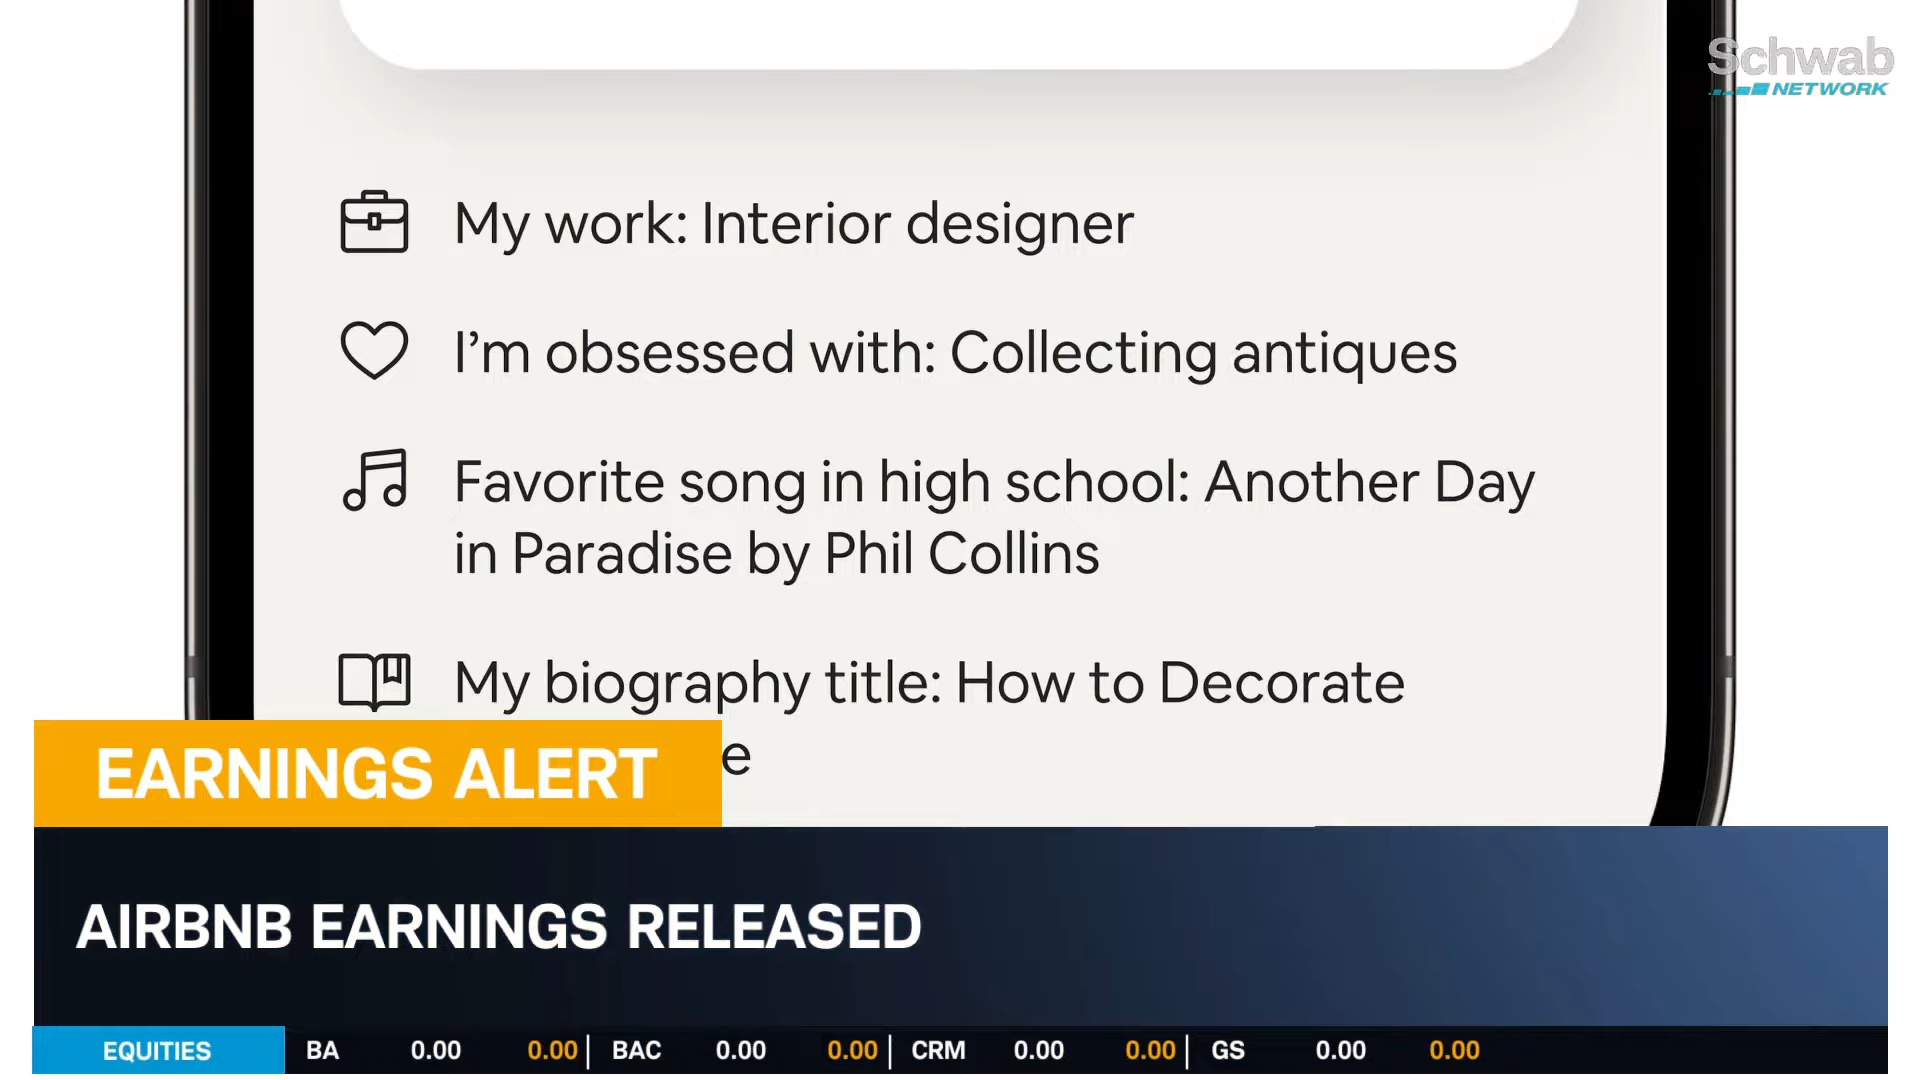 Schwab
NETWORK
My work: Interior designer
I'm obsessed with: Collecting antiques
Favorite song in high school: Another Day
in Paradise by Phil Collins
My biography title: How to Decorate
EARNINGS ALERT
AIRBNB EARNINGS RELEASED
EQUITIES BA 0.00 0.00 BAC 0.00 0.00 CRM 0.00 0.00 GS 0.00 0.00